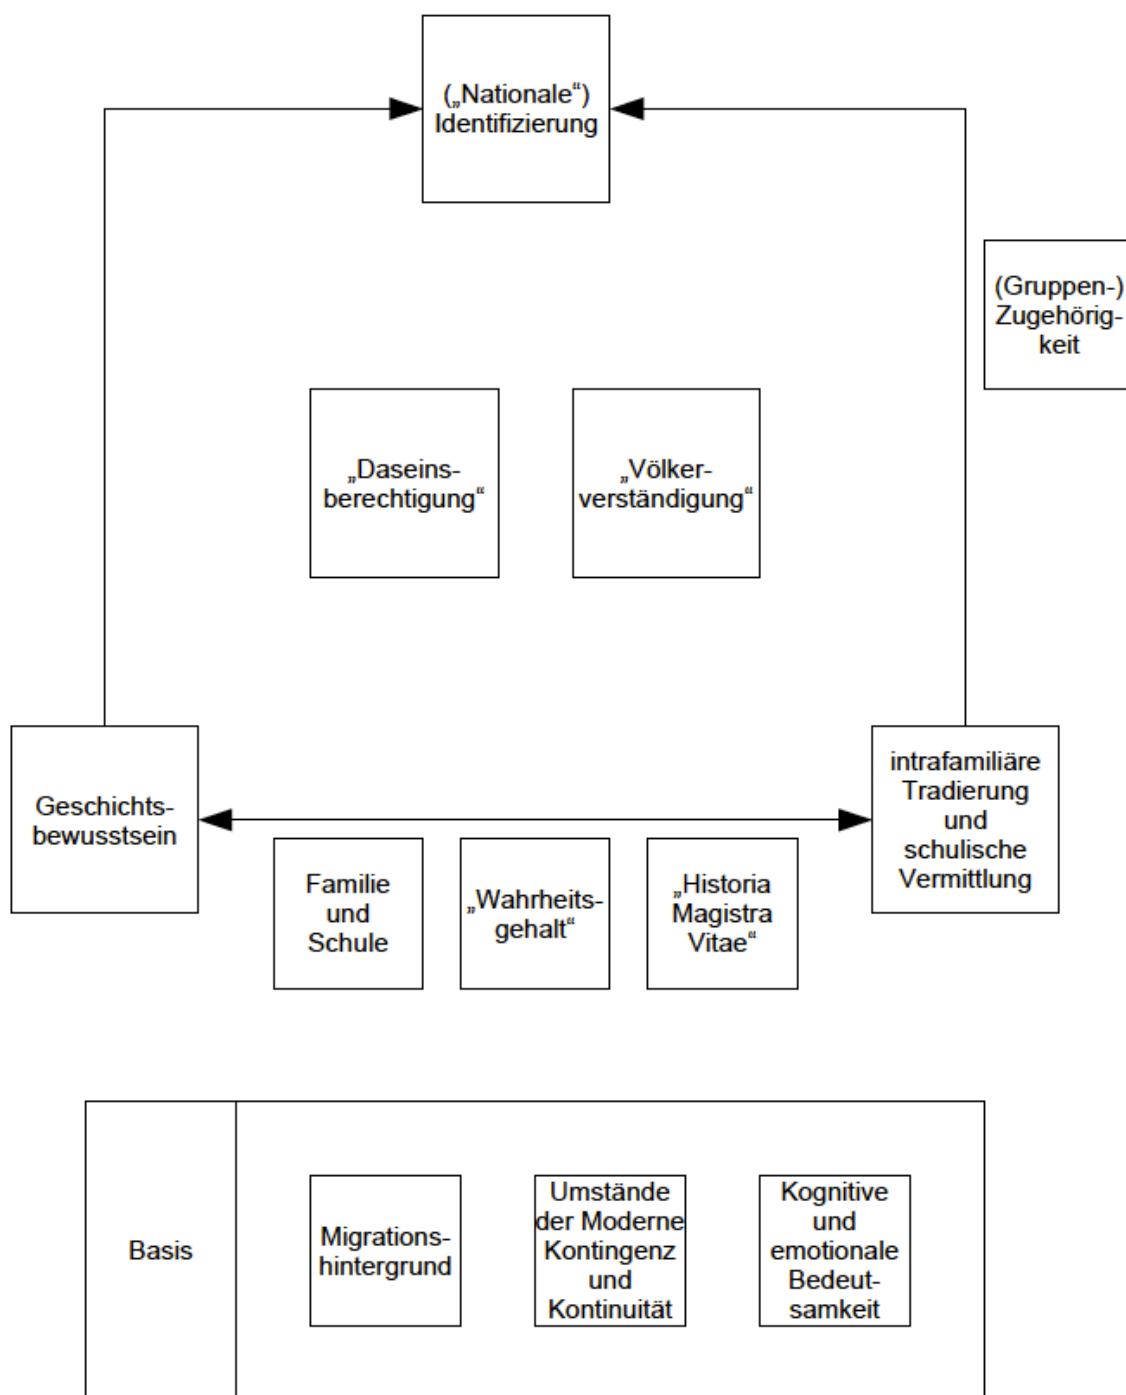 („Nationale“)
Identifizierung
(Gruppen-)
Zugehörig-
keit
„Daseins-
berechtigung“
„Völker-
verständigung“
Geschichts-
bewusstsein
intrafamiliäre
Tradierung
und
schulische
Vermittlung
Familie
und
Schule
„Wahrheits-
gehalt“
„Historia
Magistra
Vitae“
Basis
Migrations-
hintergrund
Umstände
der Moderne
Kontingenz
und
Kontinuität
Kognitive
und
emotionale
Bedeut-
samkeit